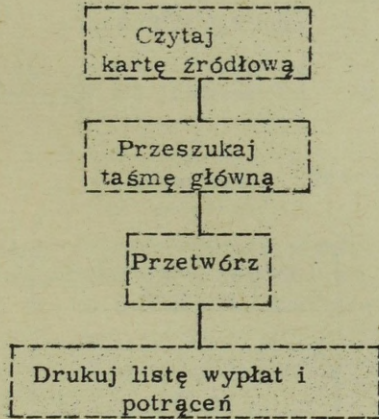 Czytaj
kartę źródłową
Przeszukaj
taśmę główną
Przetwórz
Drukuj listę wypłat i
potrąceń